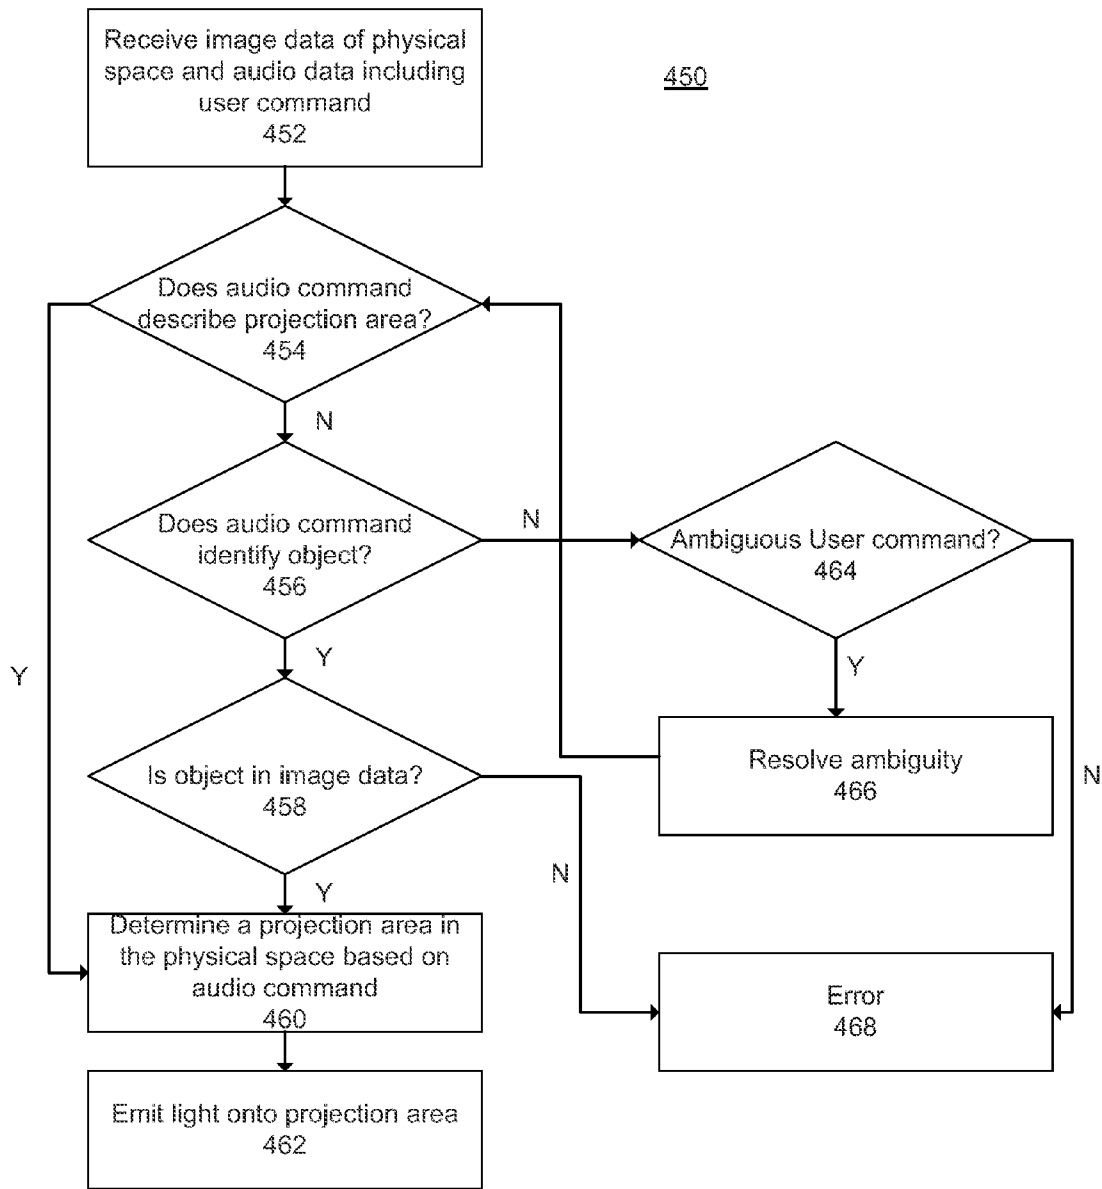 Receive image data of physical
space and audio data including
user command
452
450
Does audio command
describe projection area?
454
N
Does audio command
identify object?
456
N
Ambiguous User command?
464
Y
Y
Y
Is object in image data?
458
Resolve ambiguity
466
N
N
Y
Determine a projection area in
the physical space based on
audio command
460
Error
468
Emit light onto projection area
462